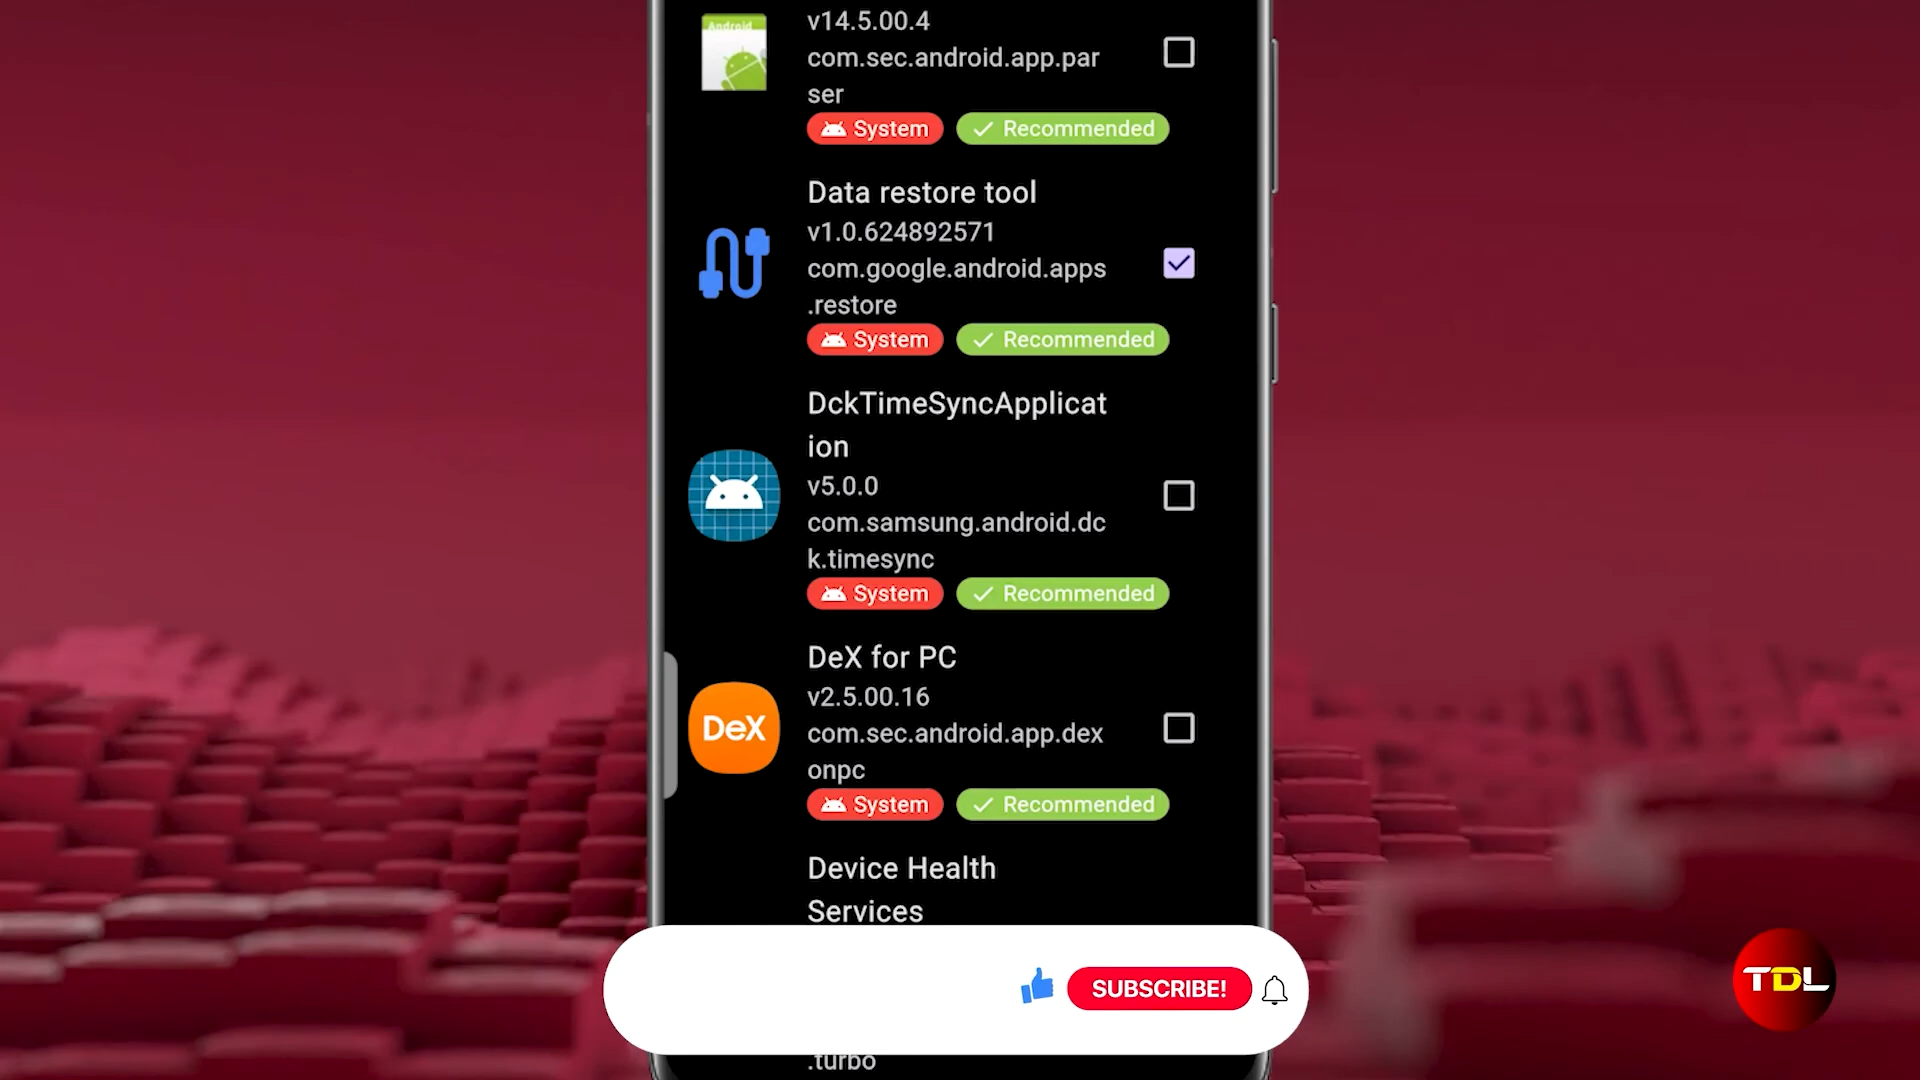 Android
v14.5.00.4
com.sec.android.app.par
ser
System
Recommended
Data restore tool
v1.0.624892571
com.google.android.apps
.restore
System
Recommended
DckTimeSyncApplicat
ion
v5.0.0
com.samsung.android.dc
k.timesync
System
Recommended
DeX
DeX for PC
v2.5.00.16
com.sec.android.app.dex
onpc
System
Recommended
Device Health
Services
SUBSCRIBE!
.turbo
TDL